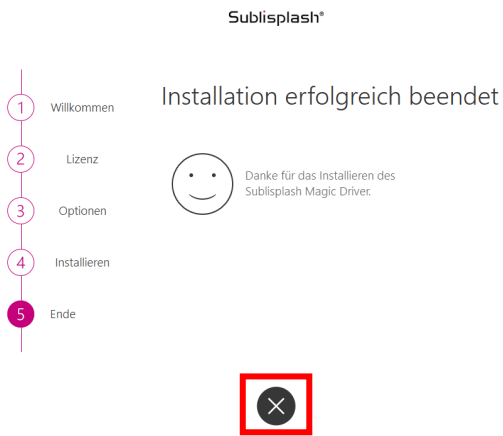 Sublisplash®
Installation erfolgreich beendet
1 Willkommen
2 Lizenz
3 Optionen
4 Installieren
5 Ende
Danke für das Installieren des
Sublisplash Magic Driver.